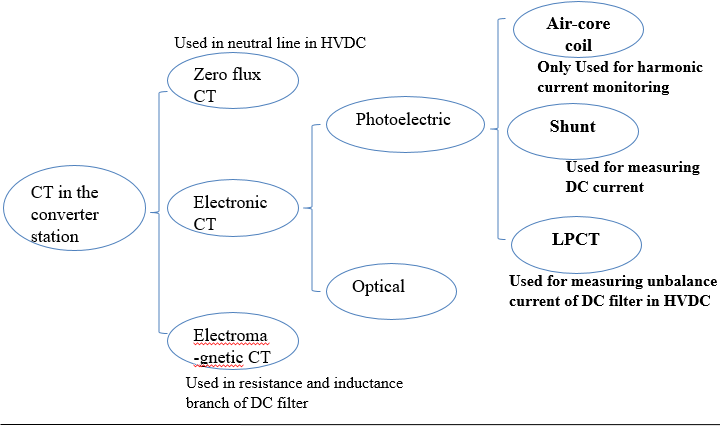 Used in neutral line in HVDC
Zero flux
CT
Air-core
coil
Only Used for harmonic
current monitoring
Photoelectric
Shunt
Used for measuring
DC current
CT in the
converter
station
Electronic
CT
LPCT
Used for measuring unbalance
current of DC filter in HVDC
Optical
Electroma
-gnetic CT
Used in resistance and inductance
branch of DC filter